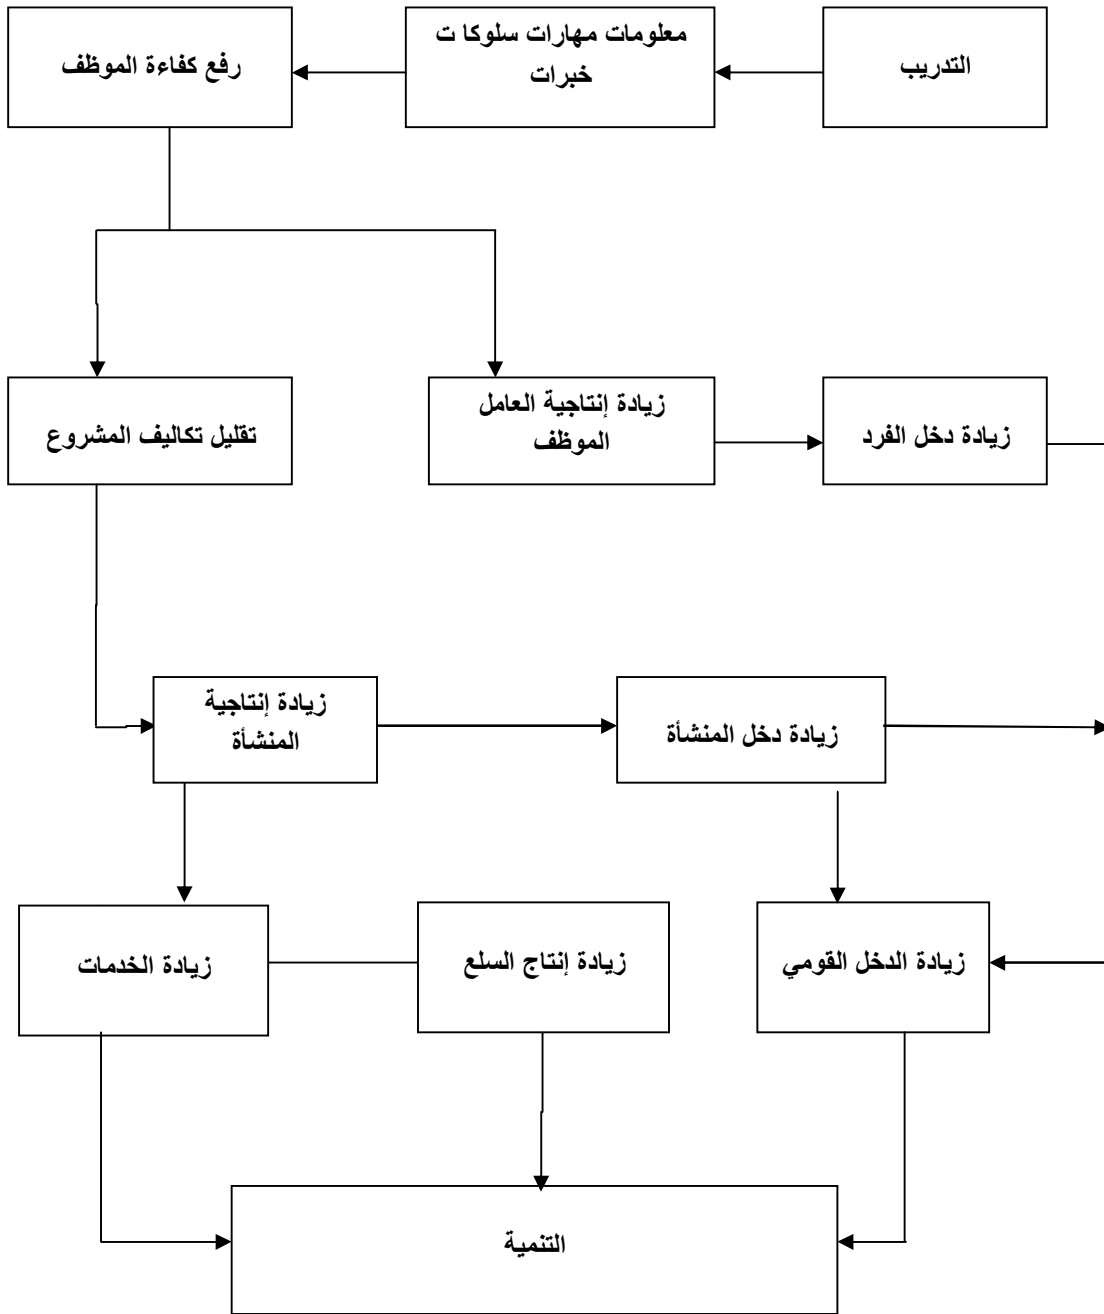 التدريب
معلومات مهارات سلوكا ت
خبرات
رفع كفاءة الموظف
زيادة دخل الفرد
زيادة إنتاجية العامل
الموظف
تقليل تكاليف المشروع
زيادة دخل المنشأة
زيادة إنتاجية
المنشأة
زيادة الدخل القومي
زيادة إنتاج السلع
زيادة الخدمات
التنمية